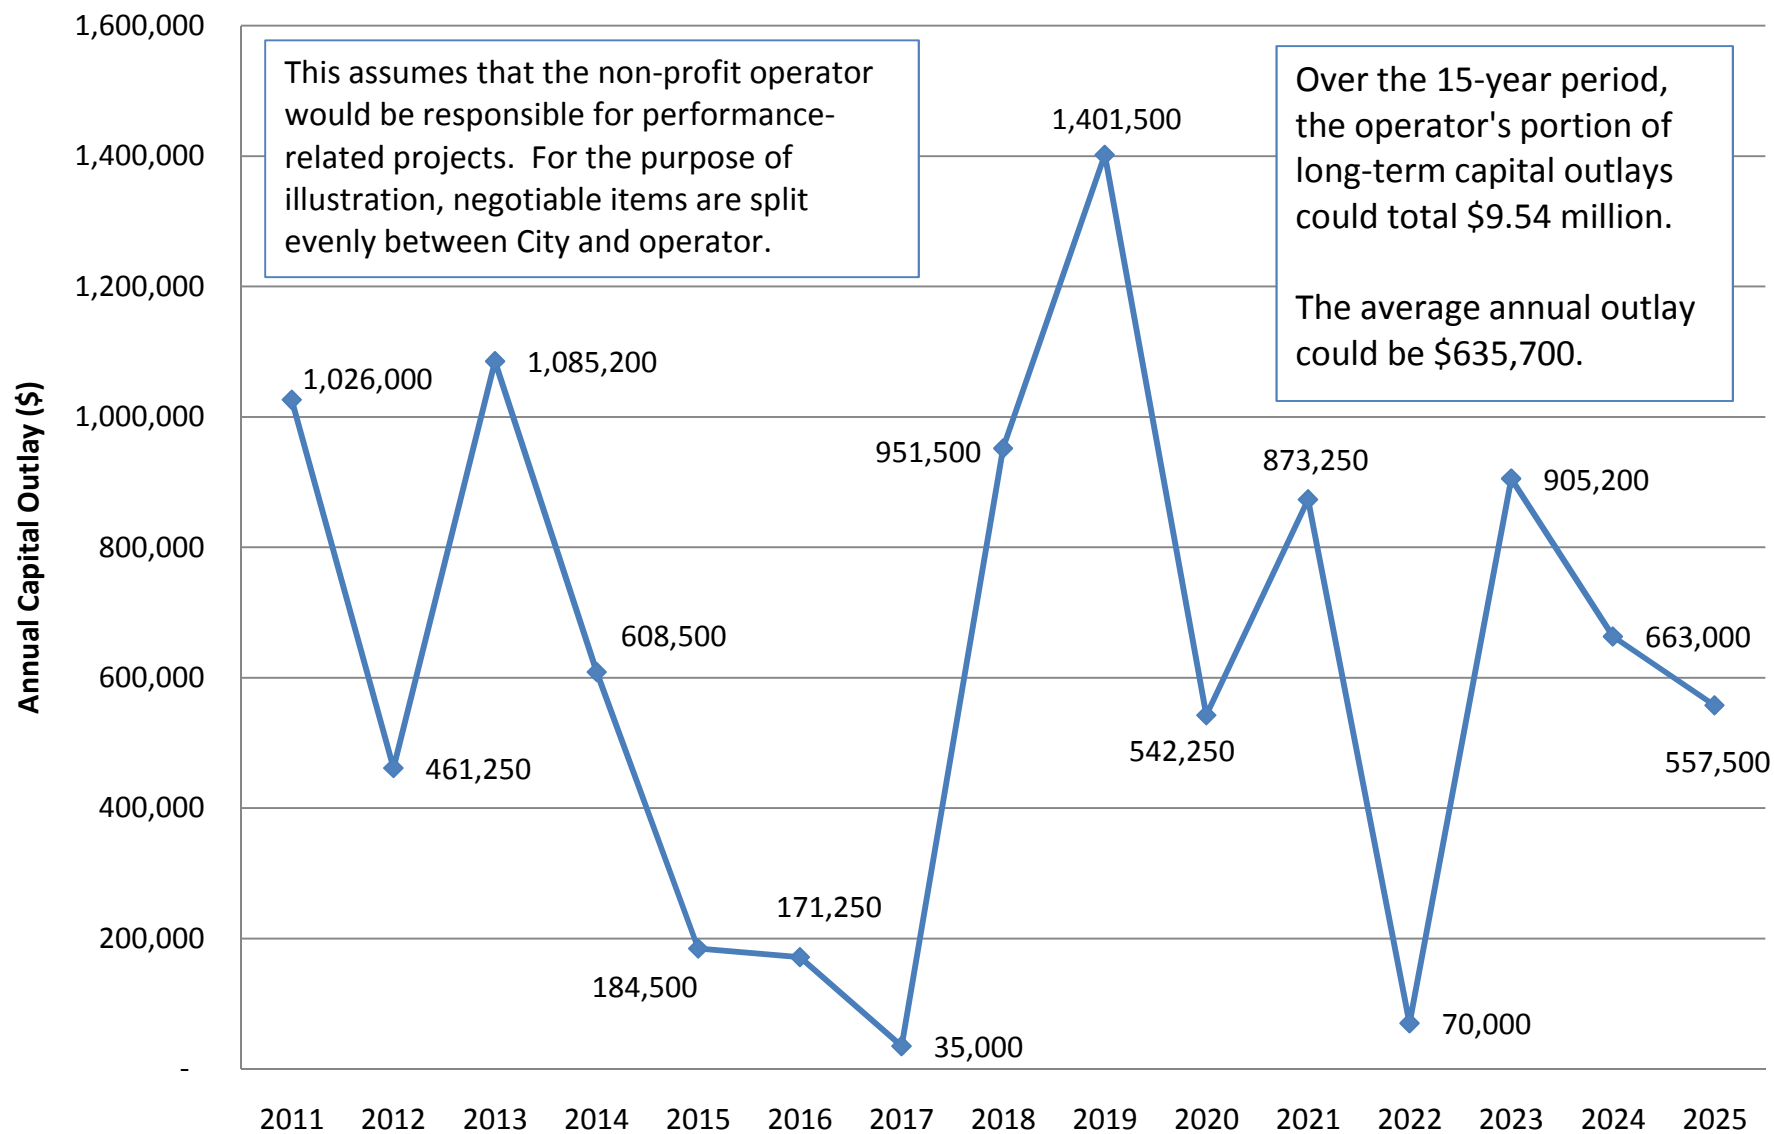 1,600,000
1,400,000
1,200,000
1,000,000
800,000
600,000
400,000
200,000
-
Annual Capital Outlay ($)
This assumes that the non-profit operator
would be responsible for performance-
related projects.  For the purpose of
illustration, negotiable items are split
evenly between City and operator.
Over the 15-year period,
the operator's portion of
long-term capital outlays
could total $9.54 million.
The average annual outlay
could be $635,700.
1,026,000
461,250
1,085,200
608,500
184,500
171,250
35,000
951,500
1,401,500
542,250
873,250
70,000
905,200
663,000
557,500
2011 2012 2013 2014 2015 2016 2017 2018 2019 2020 2021 2022 2023 2024 2025